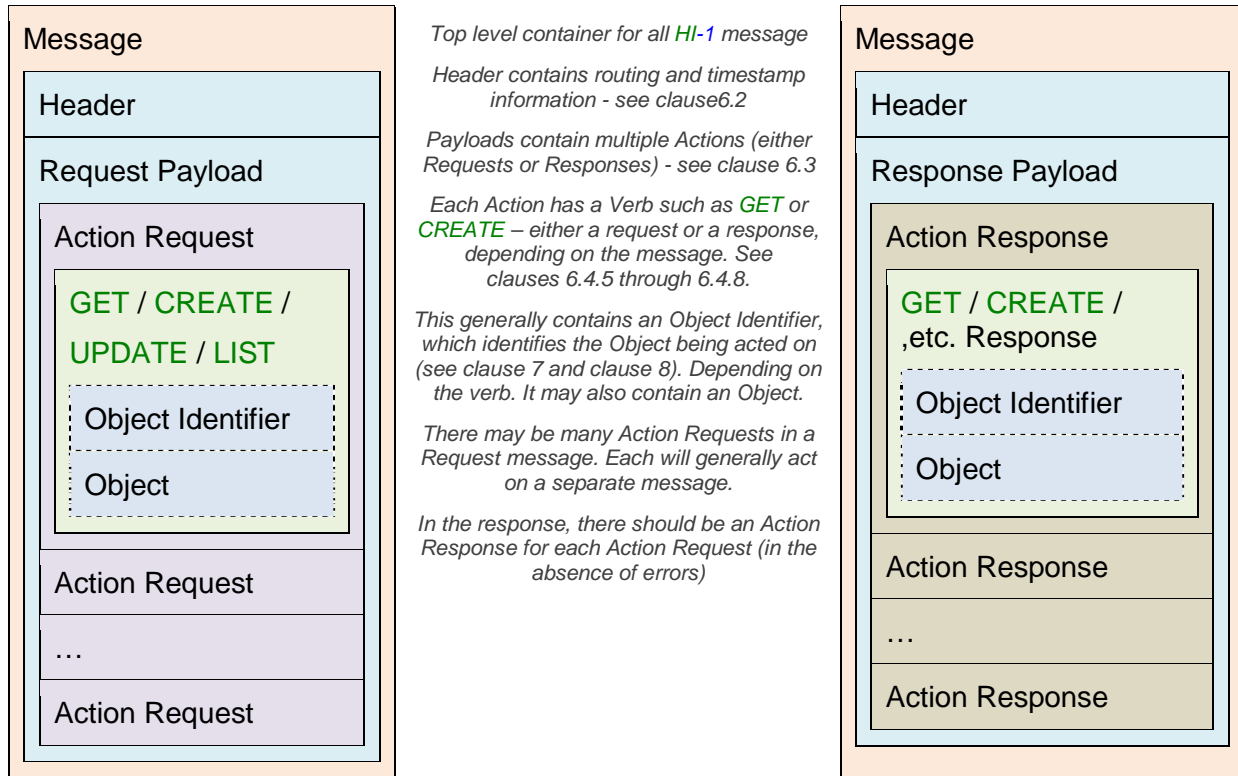 Message
Header
Request Payload
Action Request
GET / CREATE /
UPDATE / LIST
Object Identifier
Object
Action Request
…
Action Request
Top level container for all HI-1 message
Header contains routing and timestamp
information - see clause6.2
Payloads contain multiple Actions (either
Requests or Responses) - see clause 6.3
Each Action has a Verb such as GET or
CREATE – either a request or a response,
depending on the message. See
clauses 6.4.5 through 6.4.8.
This generally contains an Object Identifier,
which identifies the Object being acted on
(see clause 7 and clause 8). Depending on
the verb. It may also contain an Object.
There may be many Action Requests in a
Request message. Each will generally act
on a separate message.
In the response, there should be an Action
Response for each Action Request (in the
absence of errors)
Message
Header
Response Payload
Action Response
GET / CREATE /
,etc. Response
Object Identifier
Object
Action Response
…
Action Response